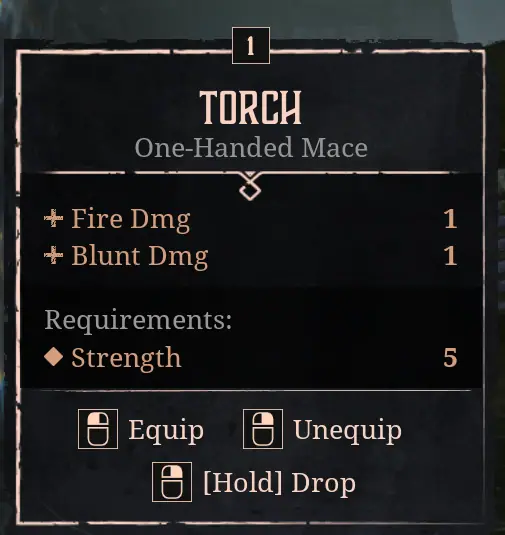 1
TORCH
One-Handed Mace
Fire Dmg 1
Blunt Dmg 1
Requirements:
Strength 5
Equip Unequip
[Hold] Drop